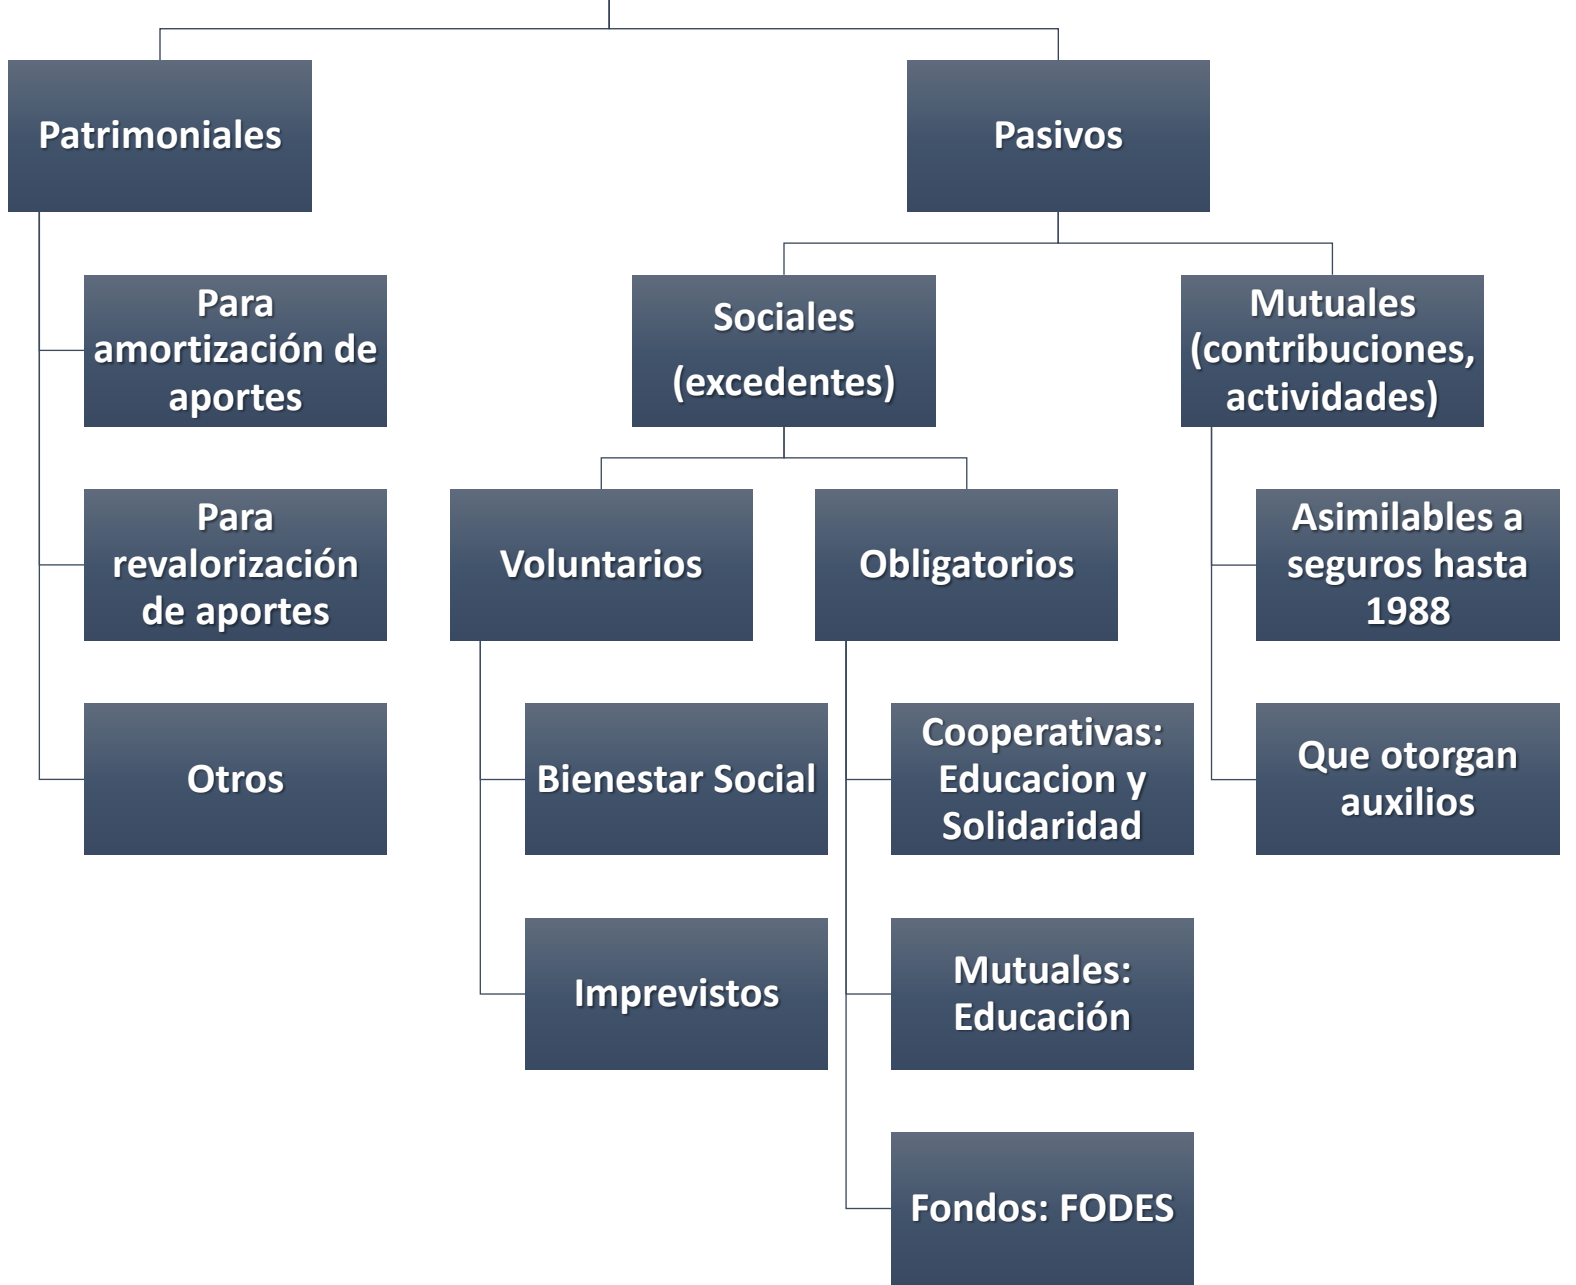 Patrimoniales
Pasivos
Para
amortización de
aportes
Sociales
(excedentes)
Mutuales
(contribuciones,
actividades)
Para
revalorización
de aportes
Voluntarios
Obligatorios
Asimilables a
seguros hasta
1988
Otros
Bienestar Social
Cooperativas:
Educacion y
Solidaridad
Que otorgan
auxilios
Imprevistos
Mutuales:
Educación
Fondos: FODES